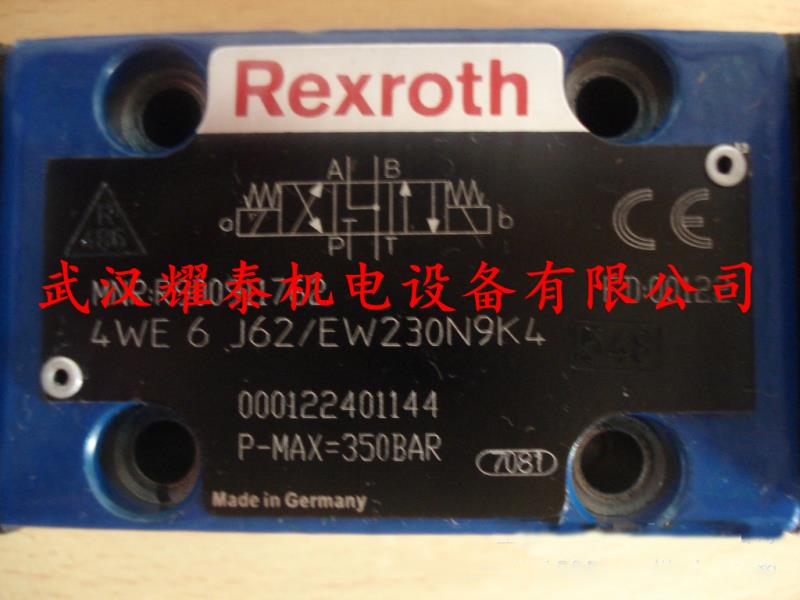 Rexroth
A B
a b
P T
CE
武汉耀泰机电设备有限公司
4WE 6 J62/EW230N9K4
000122401144
P-MAX=350BAR
7081
Made in Germany